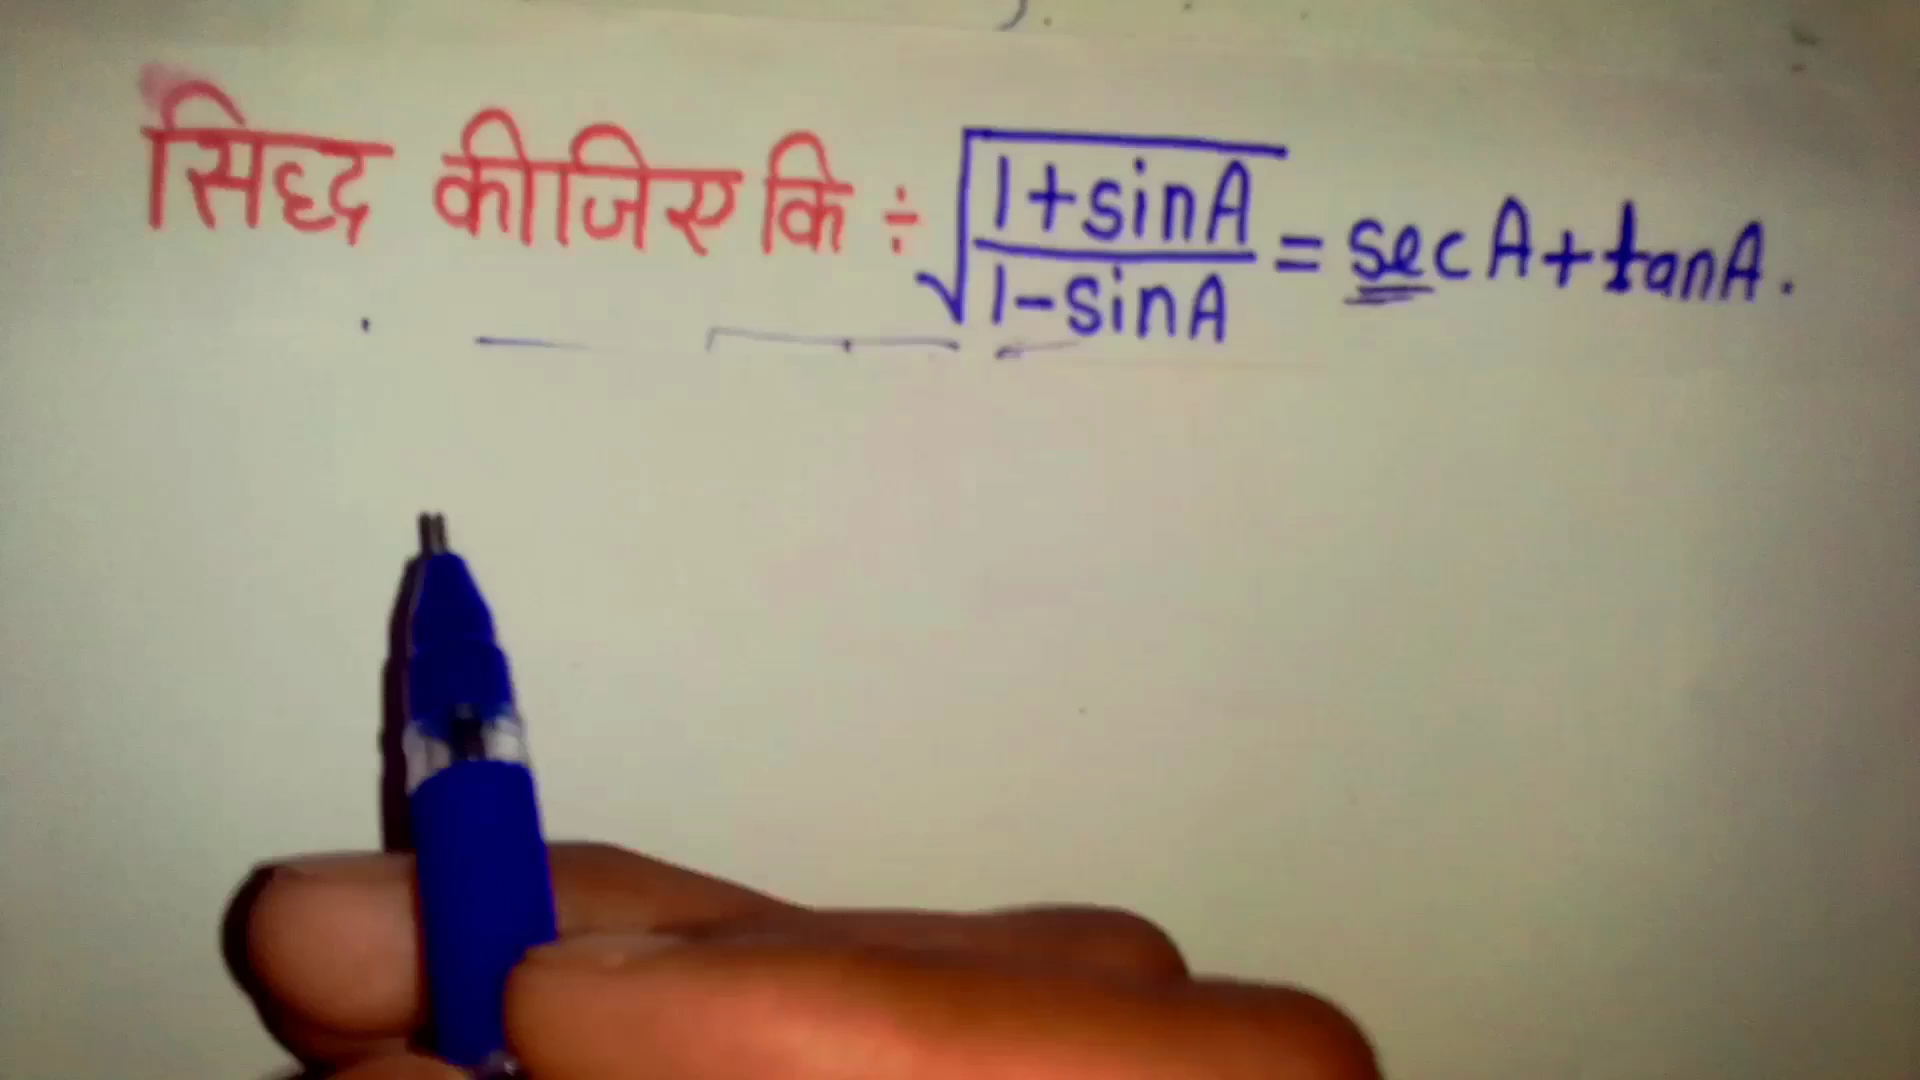 सिध्द कीजिए कि ÷ √(1+sinA / 1-sinA) = secA + tanA.